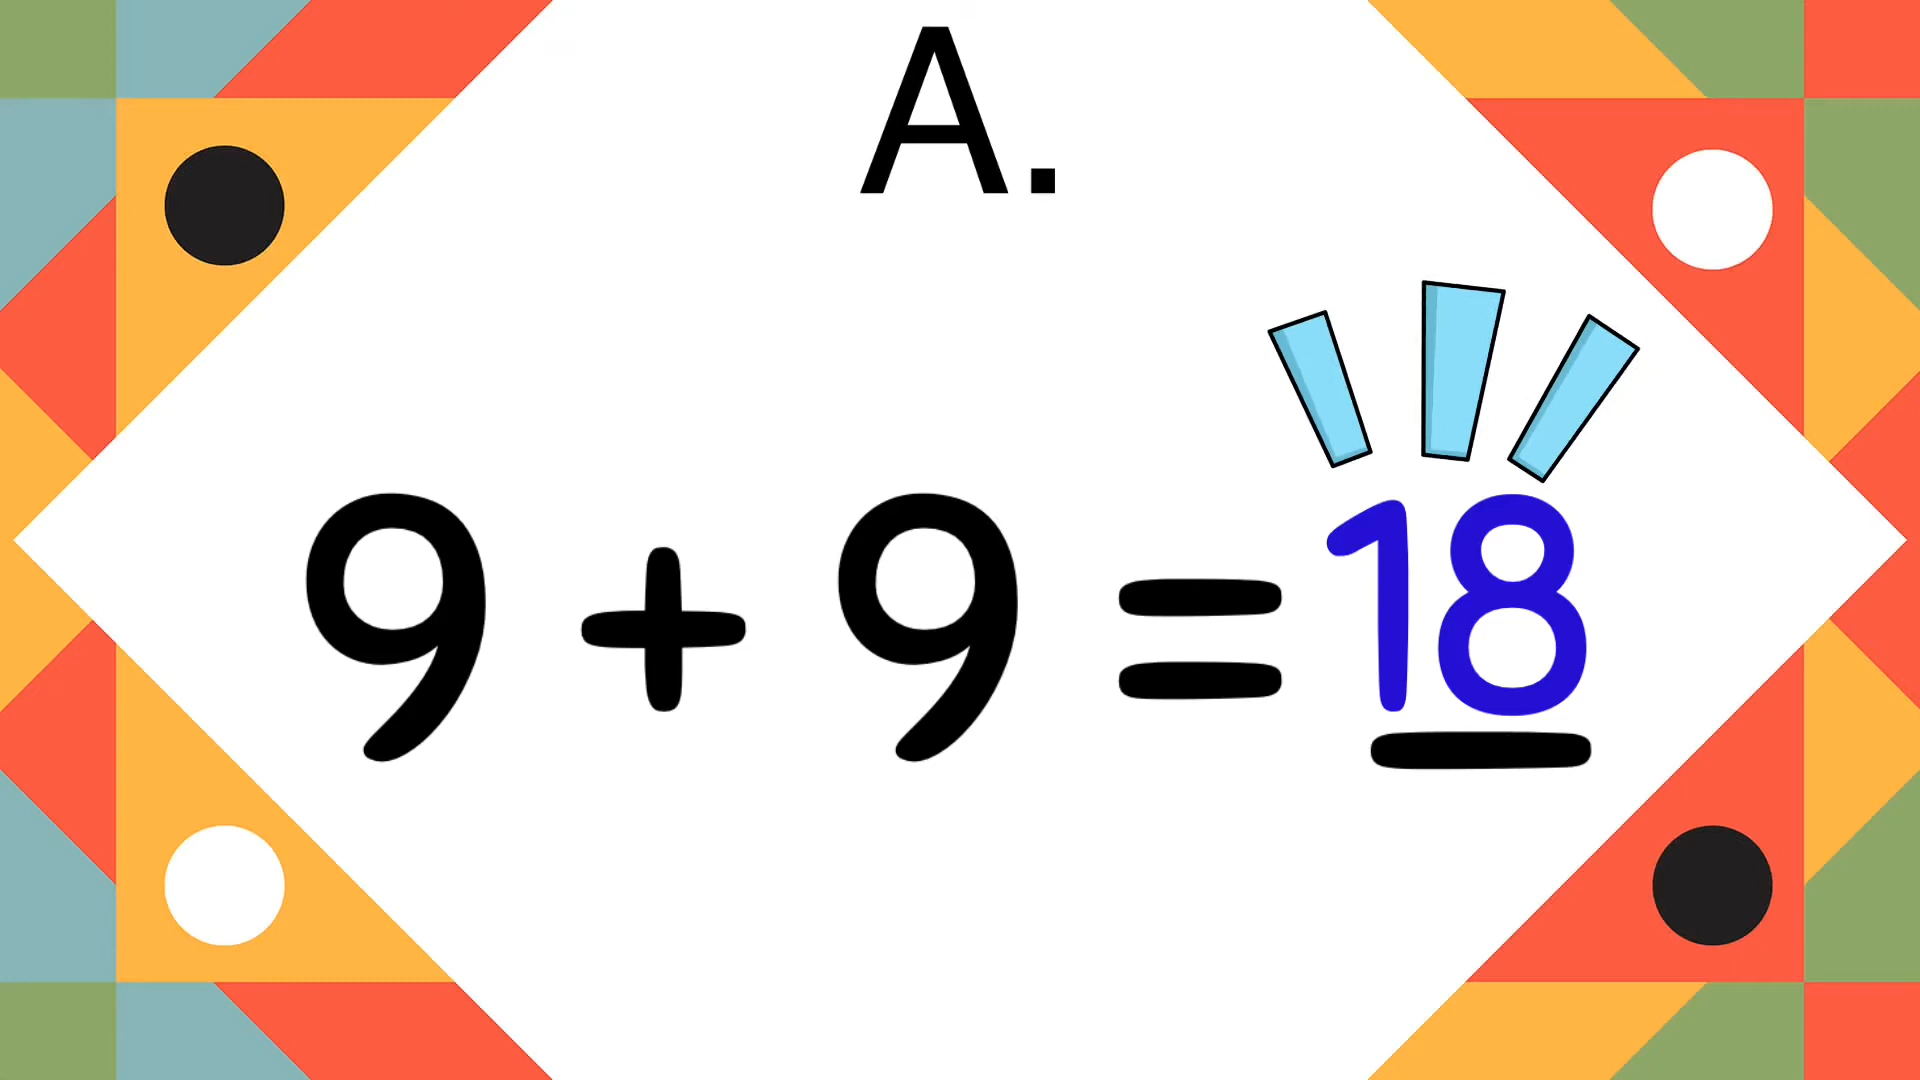 A.
9 + 9 = 18